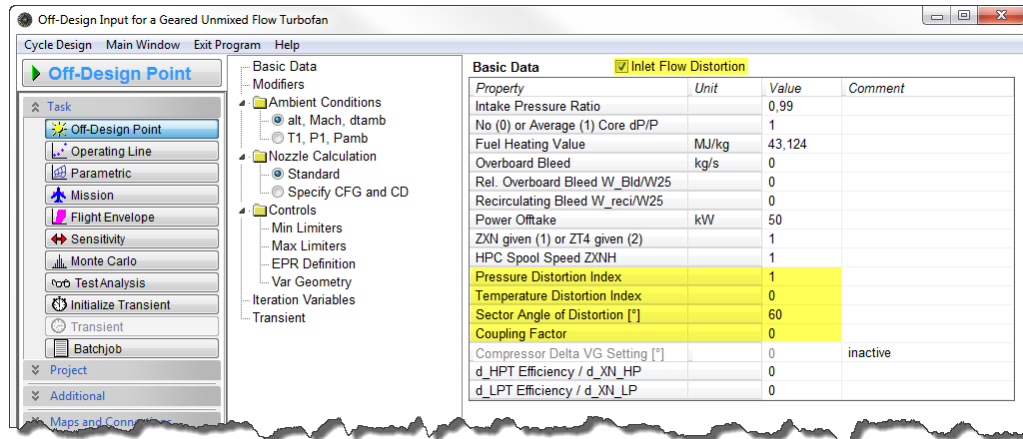 Off-Design Input for a Geared Unmixed Flow Turbofan
Cycle Design Main Window Exit Program Help
Off-Design Point
Task
Off-Design Point
Operating Line
Parametric
Mission
Flight Envelope
Sensitivity
Monte Carlo
Test Analysis
Initialize Transient
Transient
Batchjob
Project
Additional
Maps and Connections
Basic Data
Modifiers
Ambient Conditions
alt, Mach, dtamb
T1, P1, Pamb
Nozzle Calculation
Standard
Specify CFG and CD
Controls
Min Limiters
Max Limiters
EPR Definition
Var Geometry
Iteration Variables
Transient
Basic Data Inlet Flow Distortion
Property Unit Value Comment
Intake Pressure Ratio 0,99
No (0) or Average (1) Core dP/P 1
Fuel Heating Value MJ/kg 43,124
Overboard Bleed kg/s 0
Rel. Overboard Bleed W_Bld/W25 0
Recirculating Bleed W_reci/W25 0
Power Offtake kW 50
ZXN given (1) or ZT4 given (2) 1
HPC Spool Speed ZXNH 1
Pressure Distortion Index 1
Temperature Distortion Index 0
Sector Angle of Distortion [°] 60
Coupling Factor 0
Compressor Delta VG Setting [°] 0 inactive
d_HPT Efficiency / d_XN_HP 0
d_LPT Efficiency / d_XN_LP 0